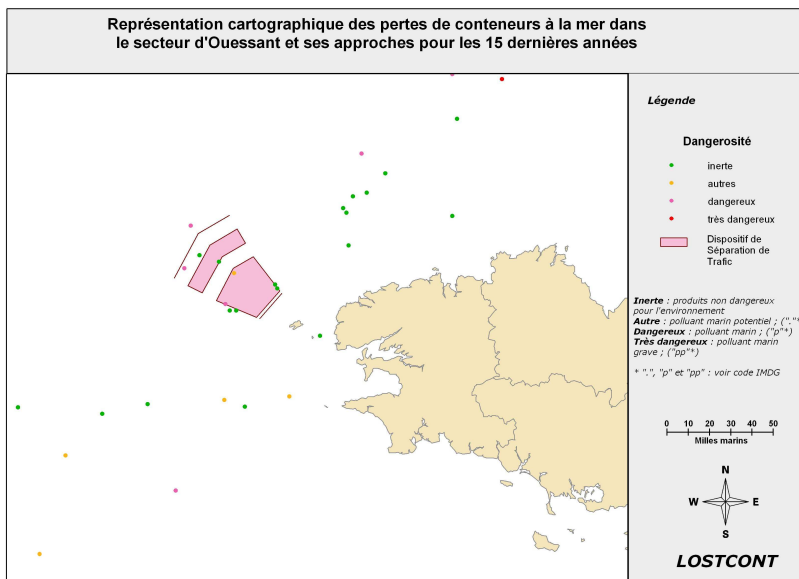 Représentation cartographique des pertes de conteneurs à la mer dans
le secteur d'Ouessant et ses approches pour les 15 dernières années
Légende
Dangerosité
inerte
autres
dangereux
très dangereux
Dispositif de
Séparation de
Trafic
Inerte : produits non dangereux
pour l'environnement
Autre : polluant marin potentiel ; ("."*
Dangereux : polluant marin ; ("p"*)
Très dangereux : polluant marin
grave ; ("pp"*)
* ".", "p" et "pp" : voir code IMDG
0 10 20 30 40 50
Milles marins
N
W E
S
LOSTCONT